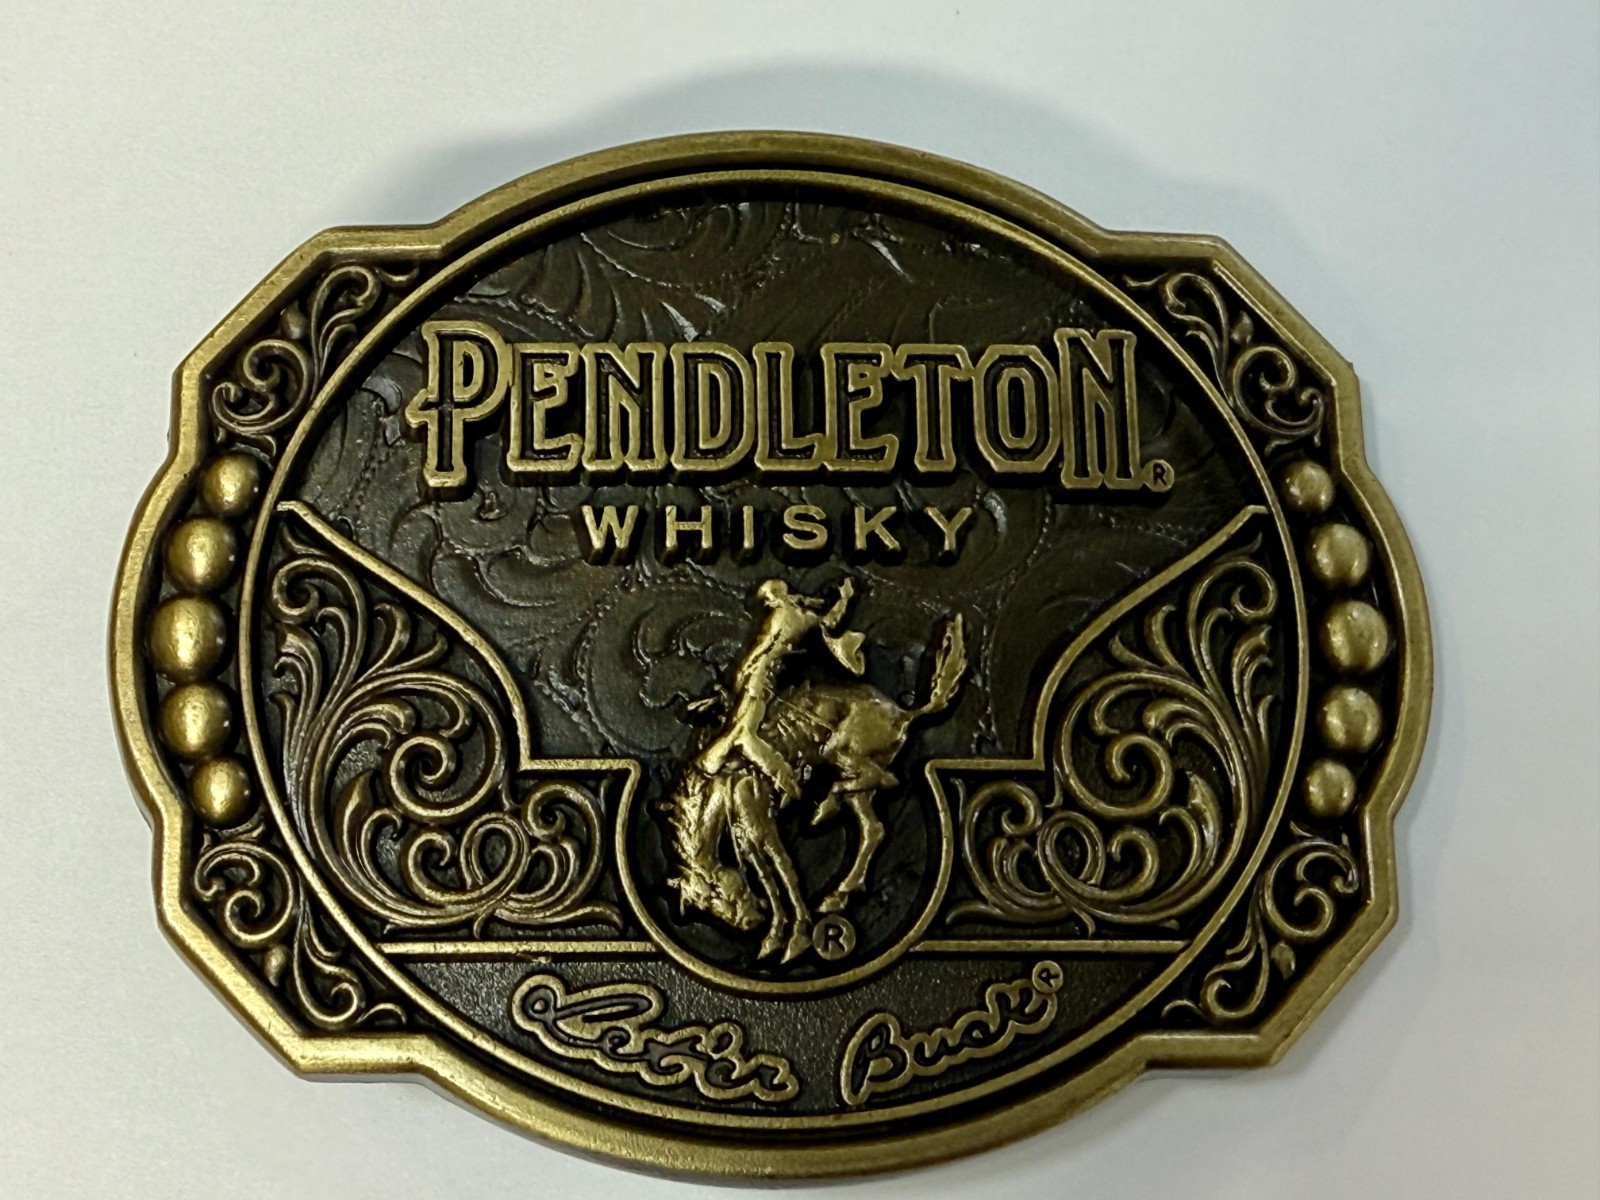 PENDLETON®
WHISKY
®
Let'er Buck®